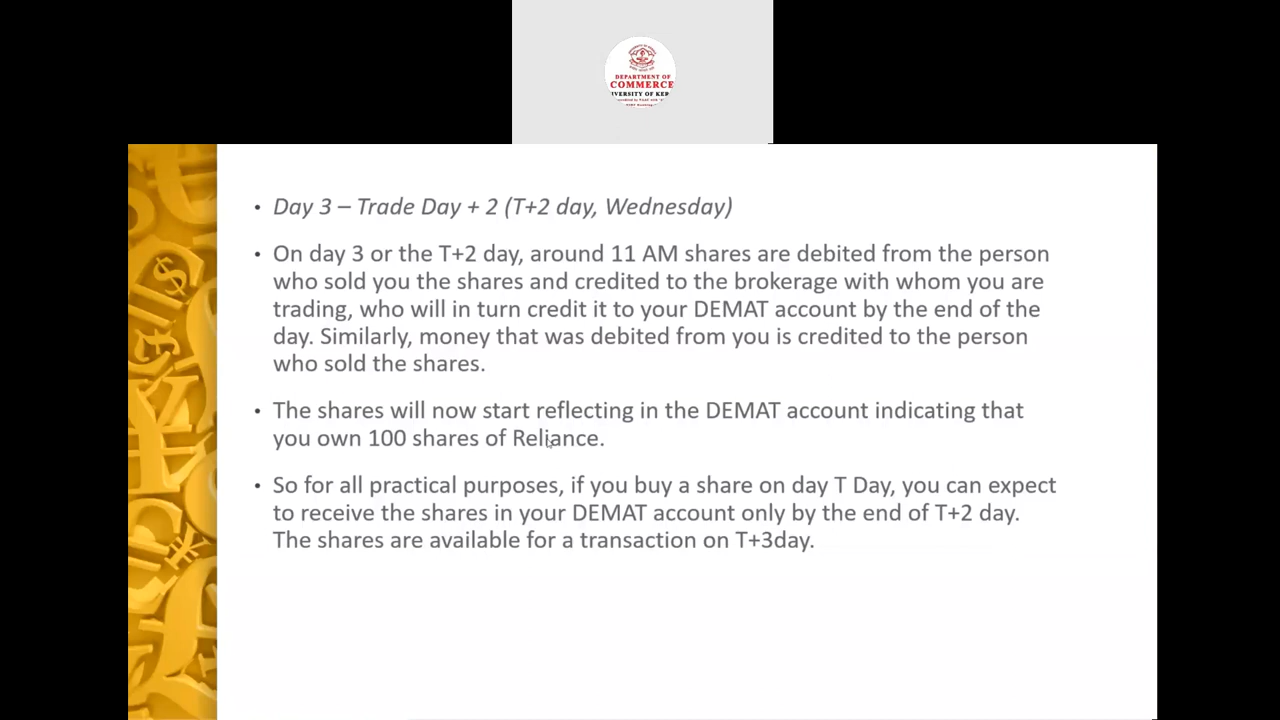 DEPARTMENT OF
COMMERCE
IVERSITY OF KER
• Day 3 – Trade Day + 2 (T+2 day, Wednesday)
• On day 3 or the T+2 day, around 11 AM shares are debited from the person
who sold you the shares and credited to the brokerage with whom you are
trading, who will in turn credit it to your DEMAT account by the end of the
day. Similarly, money that was debited from you is credited to the person
who sold the shares.
• The shares will now start reflecting in the DEMAT account indicating that
you own 100 shares of Reliance.
• So for all practical purposes, if you buy a share on day T Day, you can expect
to receive the shares in your DEMAT account only by the end of T+2 day.
The shares are available for a transaction on T+3day.